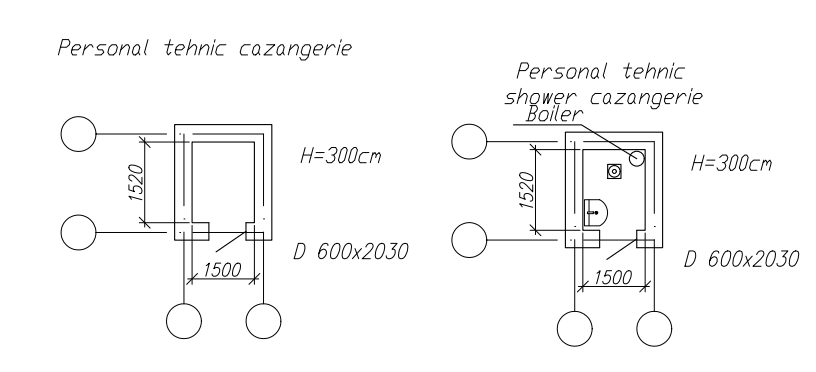 Personal tehnic cazangerie
1520
H=300cm
D 600x2030
1500
Personal tehnic
shower cazangerie
Boiler
1520
H=300cm
D 600x2030
1500